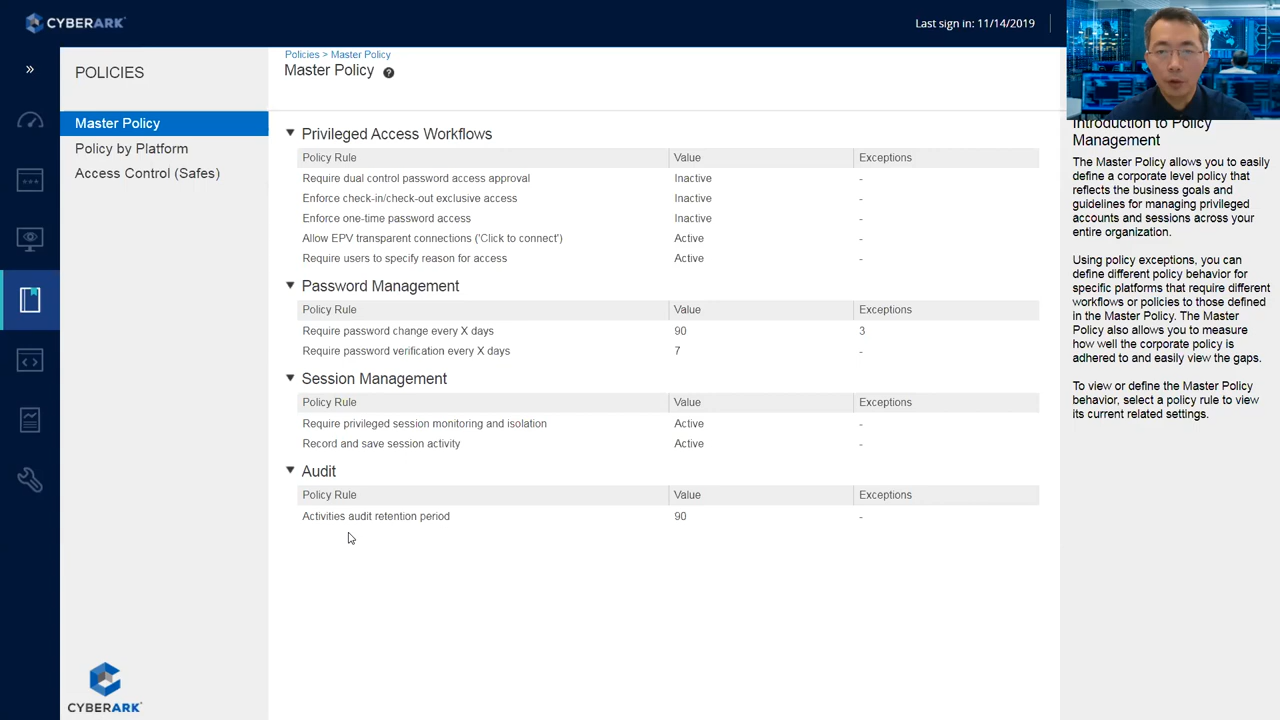 CYBERARK
Last sign in: 11/14/2019
»
POLICIES
Master Policy
Policy by Platform
Access Control (Safes)
Policies > Master Policy
Master Policy ?
Privileged Access Workflows
Policy Rule Value Exceptions
Require dual control password access approval Inactive -
Enforce check-in/check-out exclusive access Inactive -
Enforce one-time password access Inactive -
Allow EPV transparent connections ('Click to connect') Active -
Require users to specify reason for access Active -
Password Management
Policy Rule Value Exceptions
Require password change every X days 90 3
Require password verification every X days 7 -
Session Management
Policy Rule Value Exceptions
Require privileged session monitoring and isolation Active -
Record and save session activity Active -
Audit
Policy Rule Value Exceptions
Activities audit retention period 90 -
Introduction to Policy
Management
The Master Policy allows you to easily
define a corporate level policy that
reflects the business goals and
guidelines for managing privileged
accounts and sessions across your
entire organization.
Using policy exceptions, you can
define different policy behavior for
specific platforms that require different
workflows or policies to those defined
in the Master Policy. The Master
Policy also allows you to measure
how well the corporate policy is
adhered to and easily view the gaps.
To view or define the Master Policy
behavior, select a policy rule to view
its current related settings.
CYBERARK